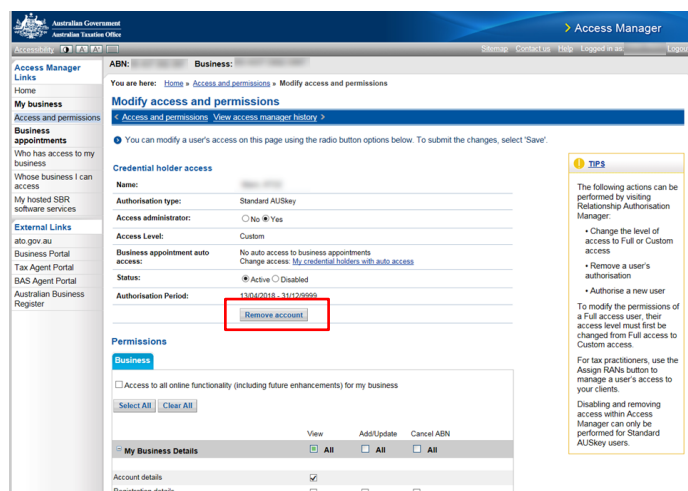 Australian Government
Australian Taxation Office
Access Manager
Accessibility
Sitemap Contact us Help Logged in as: Logou
Access Manager Links
Home
My business
Access and permissions
Business appointments
Who has access to my business
Whose business I can access
My hosted SBR software services
External Links
ato.gov.au
Business Portal
Tax Agent Portal
BAS Agent Portal
Australian Business Register
ABN: Business:
You are here: Home » Access and permissions » Modify access and permissions
Modify access and permissions
< Access and permissions View access manager history >
You can modify a user's access on this page using the radio button options below. To submit the changes, select 'Save'.
Credential holder access
Name:
Authorisation type: Standard AUSkey
Access administrator: No Yes
Access Level: Custom
Business appointment auto access: No auto access to business appointments
Change access: My credential holders with auto access
Status: Active Disabled
Authorisation Period: 13/04/2018 - 31/12/9999
Remove account
Permissions
Business
Access to all online functionality (including future enhancements) for my business
Select All Clear All
View Add/Update Cancel ABN
My Business Details All All All
Account details
Registration details
TIPS
The following actions can be
performed by visiting
Relationship Authorisation
Manager:
• Change the level of
access to Full or Custom
access
• Remove a user's
authorisation
• Authorise a new user
To modify the permissions of
a Full access user, their
access level must first be
changed from Full access to
Custom access.
For tax practitioners, use the
Assign RANs button to
manage a user's access to
your clients.
Disabling and removing
access within Access
Manager can only be
performed for Standard
AUSkey users.